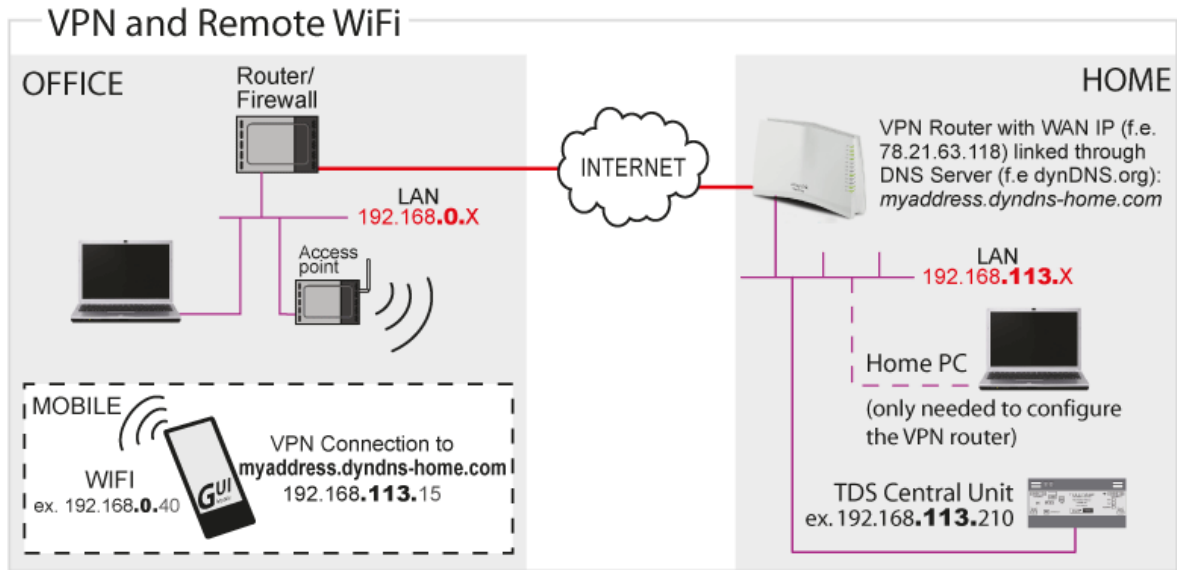 VPN and Remote WiFi
OFFICE
Router/
Firewall
LAN
192.168.0.X
Access
point
MOBILE
WIFI
ex. 192.168.0.40
GUI
VPN Connection to
myaddress.dyndns-home.com
192.168.113.15
INTERNET
HOME
VPN Router with WAN IP (f.e.
78.21.63.118) linked through
DNS Server (f.e dynDNS.org):
myaddress.dyndns-home.com
LAN
192.168.113.X
Home PC
(only needed to configure
the VPN router)
TDS Central Unit
ex. 192.168.113.210